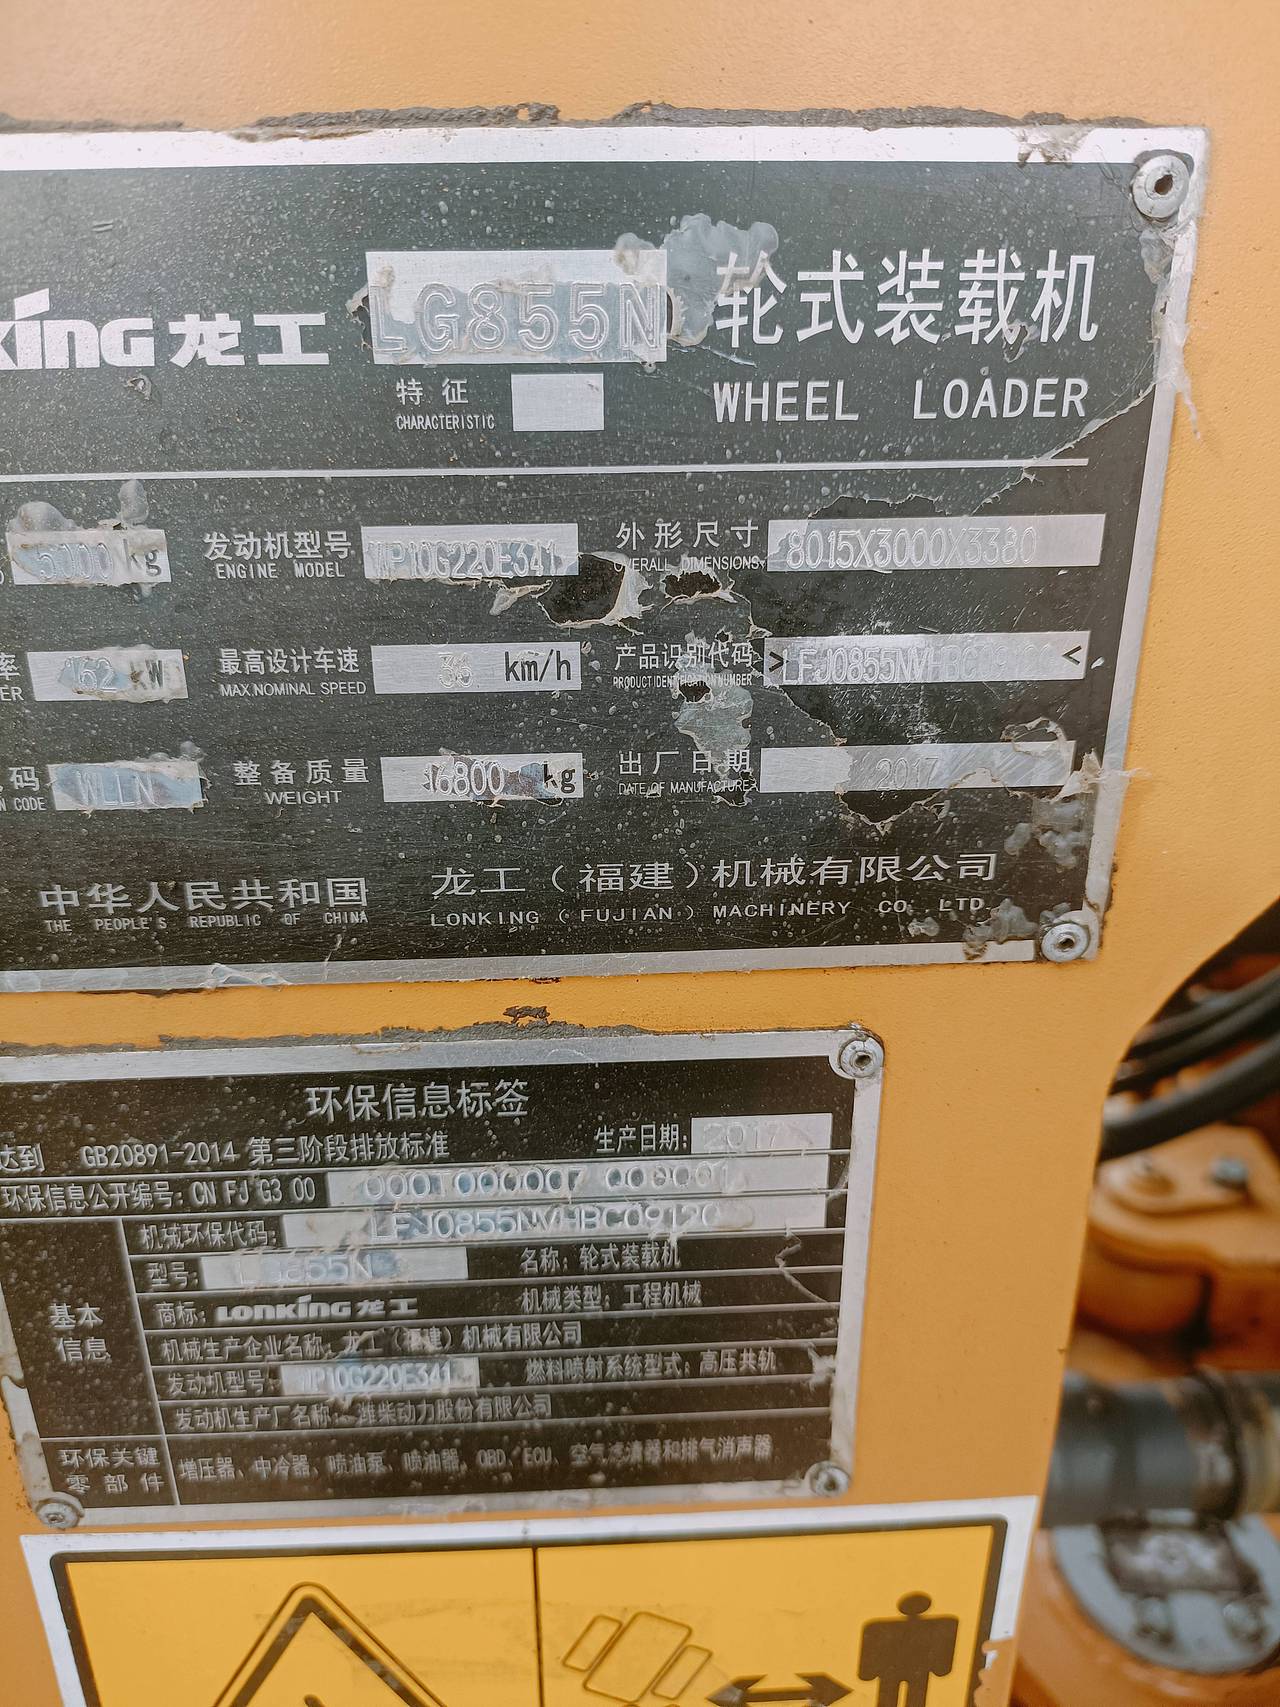 KING 龙工 LG855N 轮式装载机
特征
CHARACTERISTIC WHEEL LOADER
5000 kg 发动机型号 WP10G220E341 外形尺寸 8015X3000X3380
ENGINE MODEL OVERALL DIMENSIONS
162 kW 最高设计车速 km/h 产品识别代码 > <
MAX.NOMINAL SPEED PRODUCT IDENTIFICATION NUMBER
码 WLLN 整备质量 16800 kg 出厂日期 2017
CODE WEIGHT DATE OF MANUFACTURE
中华人民共和国 龙工(福建)机械有限公司
THE PEOPLE'S REPUBLIC OF CHINA LONKING (FUJIAN) MACHINERY CO. LTD.
环保信息标签
达到 GB20891-2014 第三阶段排放标准 生产日期: 2017
环保信息公开编号: CN FJ G3 00 0001000007 008001
机械环保代码: LFJ0855NVHBC09120
型号: 855N 名称: 轮式装载机
基本信息
商标: LONKING 龙工 机械类型: 工程机械
机械生产企业名称: 龙工(福建)机械有限公司
发动机型号: WP10G220E341 燃料喷射系统型式: 高压共轨
发动机生产厂名称: 潍柴动力股份有限公司
环保关键零部件 增压器、中冷器、喷油泵、喷油器、OBD、ECU、空气滤清器和排气消声器